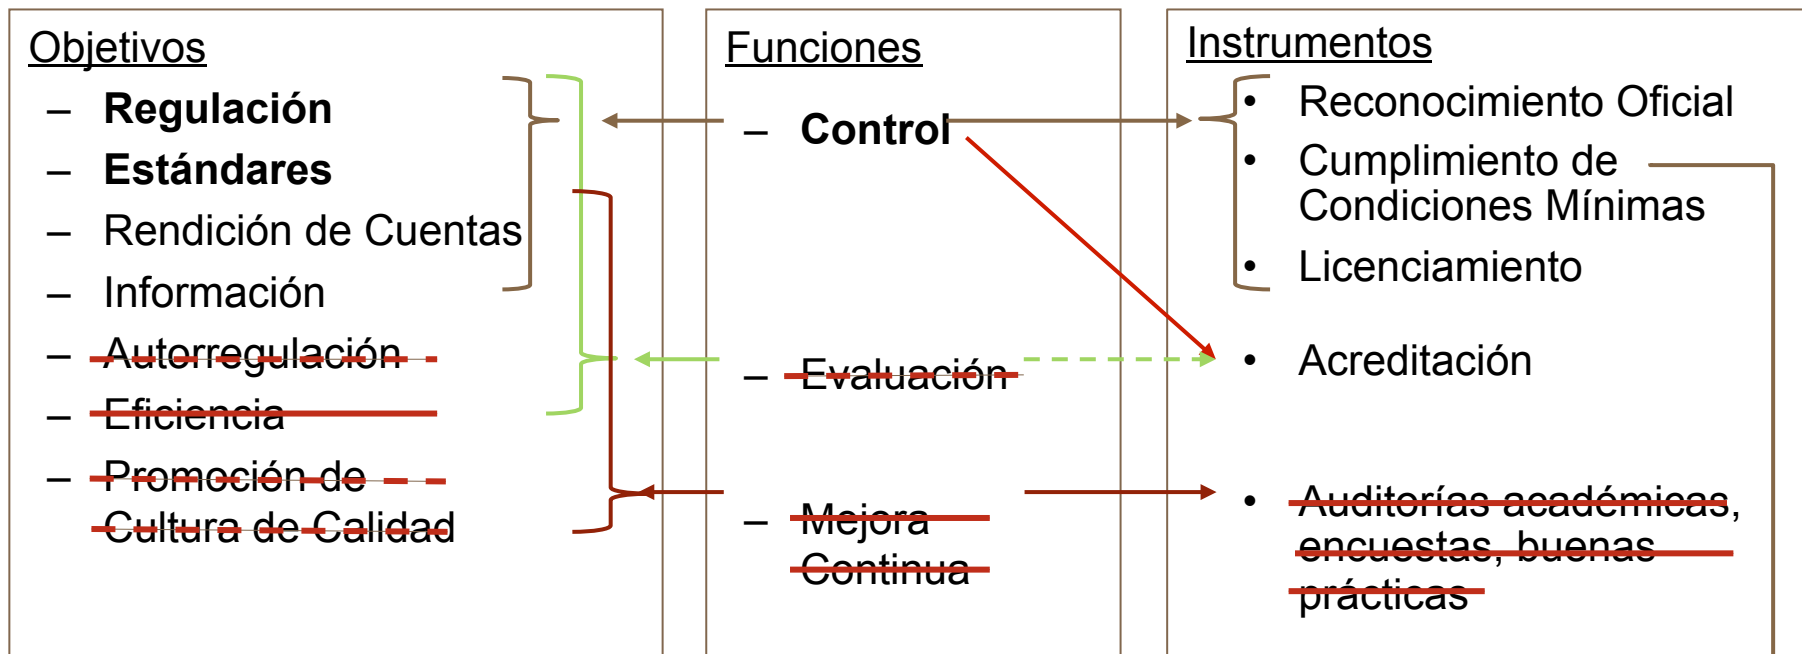 Objetivos
– Regulación
– Estándares
– Rendición de Cuentas
– Información
– Autorregulación
– Eficiencia
– Promoción de
Cultura de Calidad
Funciones
– Control
– Evaluación
– Mejora
Continua
Instrumentos
• Reconocimiento Oficial
• Cumplimiento de
Condiciones Mínimas
• Licenciamiento
• Acreditación
• Auditorías académicas,
encuestas, buenas
prácticas